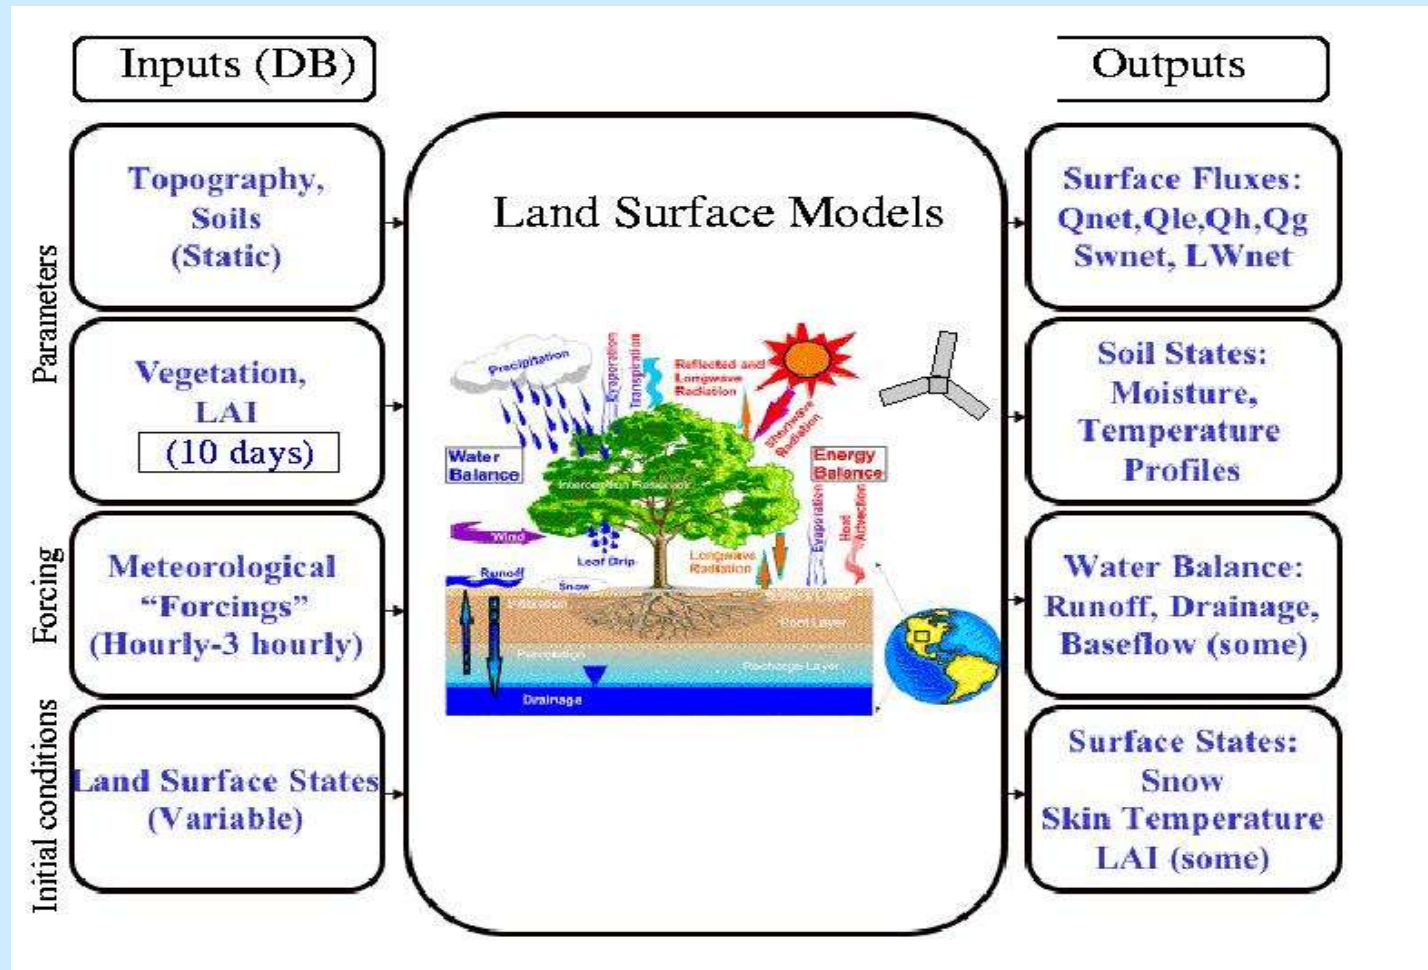 Inputs (DB)
Outputs
Parameters
Forcing
Initial conditions
Topography,
Soils
(Static)
Vegetation,
LAI
(10 days)
Meteorological
“Forcings”
(Hourly-3 hourly)
Land Surface States
(Variable)
Land Surface Models
Precipitation
Evaporation
Transpiration
Reflected and
Longwave
Radiation
Shortwave
Radiation
Water
Balance
Energy
Balance
Interception Reservoir
Wind
Leaf Drip
Longwave
Radiation
Evaporation
Heat
Advection
Runoff
Snow
Infiltration
Root Layer
Percolation
Recharge Layer
Drainage
Surface Fluxes:
Qnet,Qle,Qh,Qg
Swnet, LWnet
Soil States:
Moisture,
Temperature
Profiles
Water Balance:
Runoff, Drainage,
Baseflow (some)
Surface States:
Snow
Skin Temperature
LAI (some)